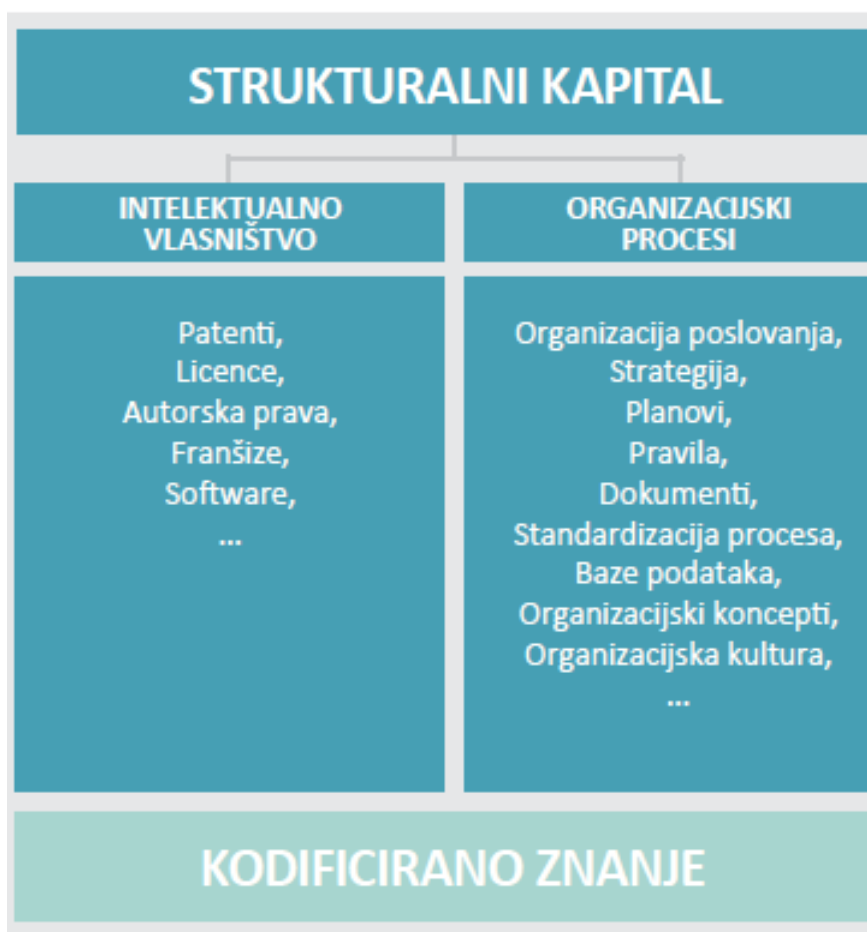 STRUKTURALNI KAPITAL
INTELEKTUALNO
VLASNIŠTVO
Patenti,
Licence,
Autorska prava,
Franšize,
Software,
...
ORGANIZACIJSKI
PROCESI
Organizacija poslovanja,
Strategija,
Planovi,
Pravila,
Dokumenti,
Standardizacija procesa,
Baze podataka,
Organizacijski koncepti,
Organizacijska kultura,
...
KODIFICIRANO ZNANJE